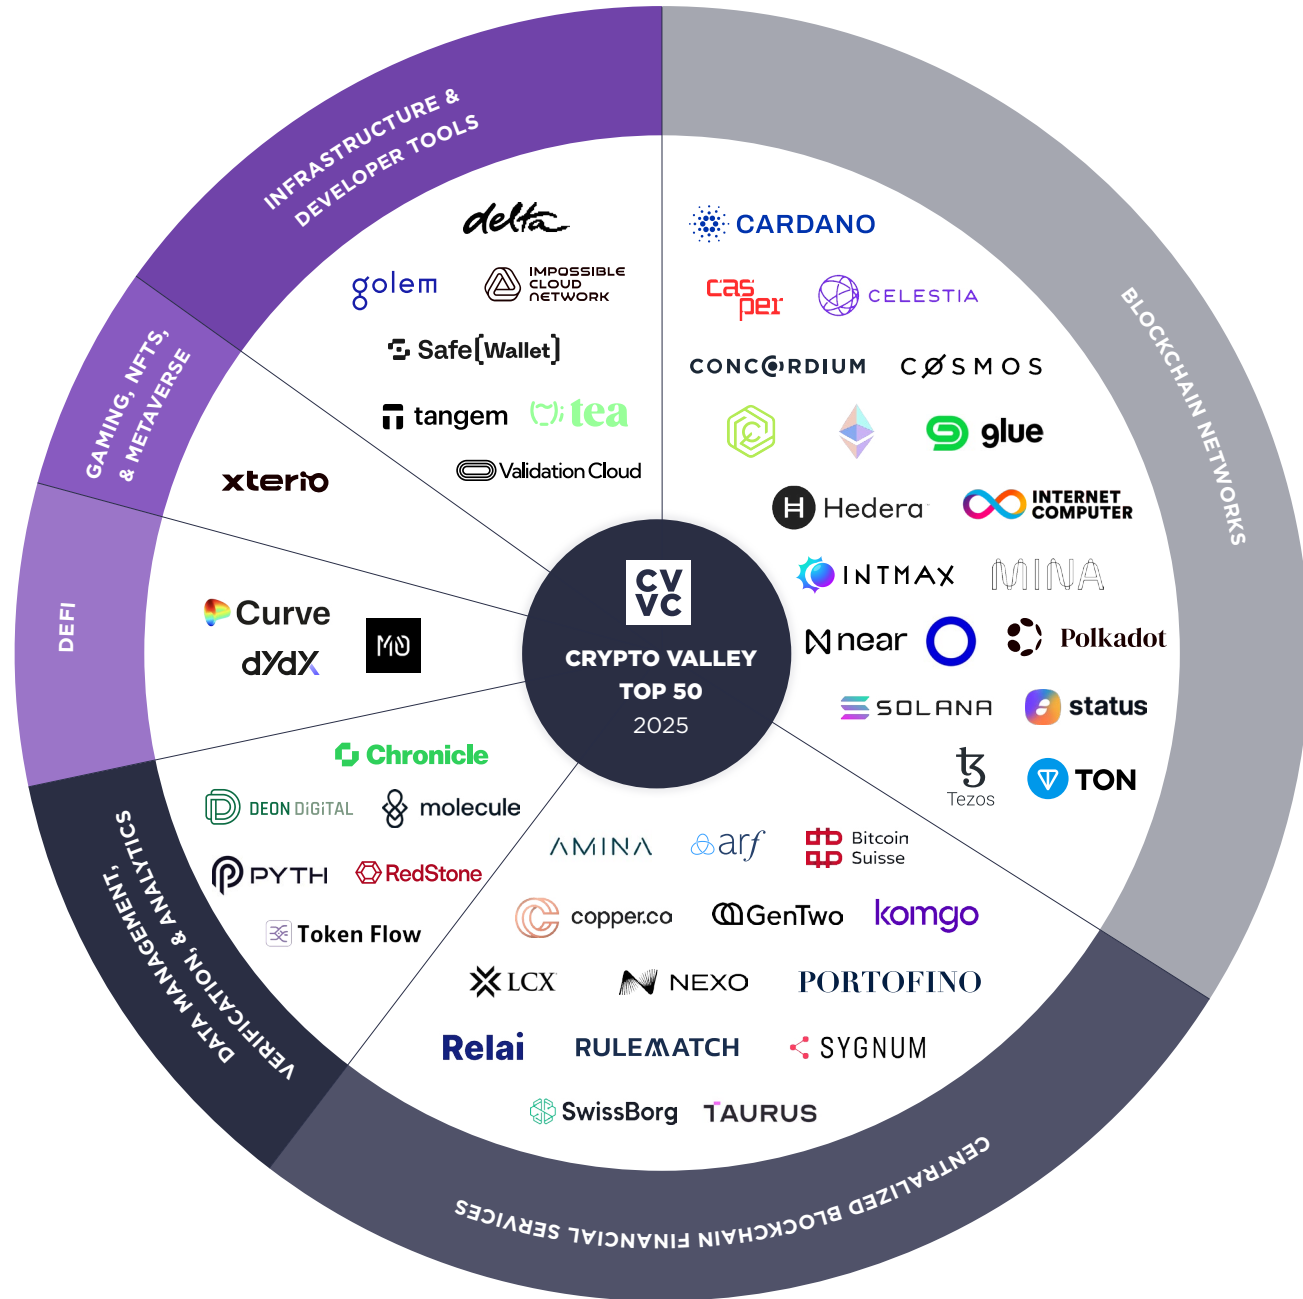 INFRASTRUCTURE &
DEVELOPER TOOLS
delta
golem
IMPOSSIBLE
CLOUD
NETWORK
Safe{Wallet}
tangem
tea
Validation Cloud
GAMING, NFTS,
& METAVERSE
xterio
DEFI
Curve
dYdX
DATA MANAGEMENT,
VERIFICATION, & ANALYTICS
Chronicle
DEON DIGITAL
molecule
PYTH
RedStone
Token Flow
CV
VC
CRYPTO VALLEY
TOP 50
2025
BLOCKCHAIN NETWORKS
CARDANO
casper
CELESTIA
CONCORDIUM
COSMOS
glue
Hedera
INTERNET
COMPUTER
INTMAX
MINA
near
Polkadot
SOLANA
status
Tezos
TON
CENTRALIZED BLOCKCHAIN FINANCIAL SERVICES
AMINA
arf
Bitcoin
Suisse
copper.co
GenTwo
komgo
LCX
NEXO
PORTOFINO
Relai
RULEMATCH
SYGNUM
SwissBorg
TAURUS